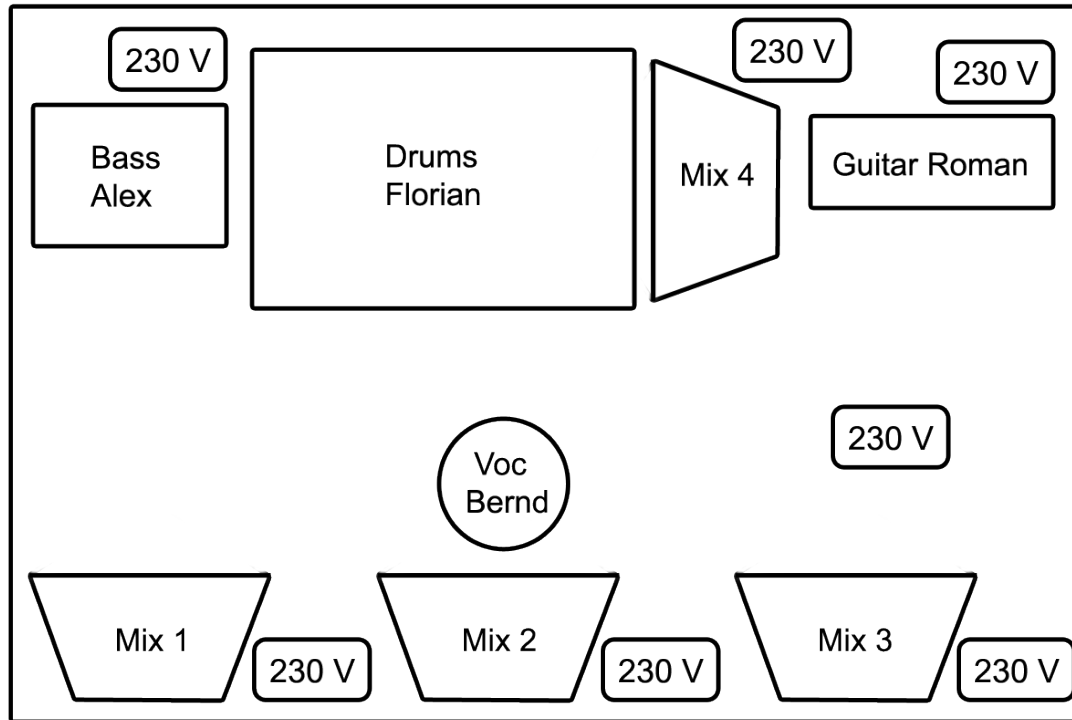 230 V
230 V
230 V
Bass
Alex
Drums
Florian
Mix 4
Guitar Roman
230 V
Voc
Bernd
Mix 1
230 V
Mix 2
230 V
Mix 3
230 V